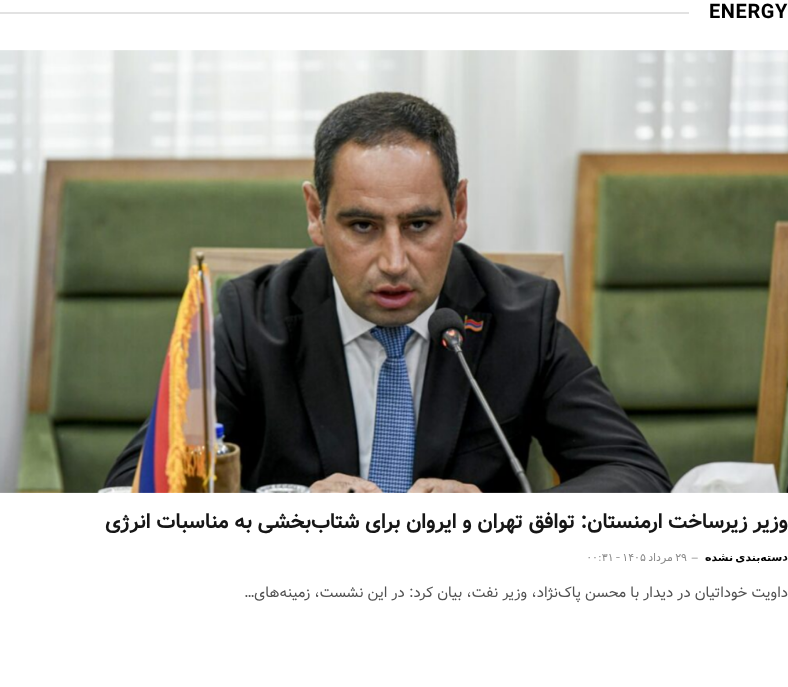 ENERGY
وزیر زیرساخت ارمنستان: توافق تهران و ایروان برای شتاب‌بخشی به مناسبات انرژی
دسته‌بندی نشده – ۲۹ مرداد ۱۴۰۵ - ۰۰:۳۱
داویت خوداتیان در دیدار با محسن پاک‌نژاد، وزیر نفت، بیان کرد: در این نشست، زمینه‌های...